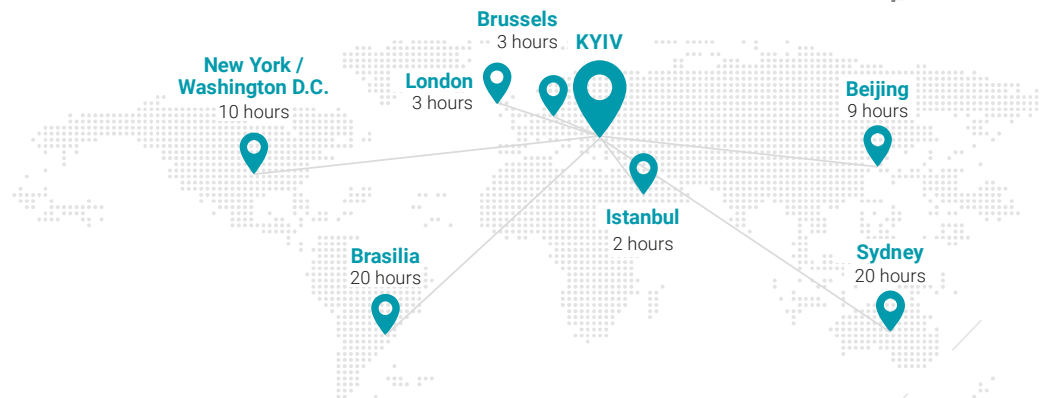 Brussels
3 hours
KYIV
New York /
Washington D.C.
10 hours
London
3 hours
Beijing
9 hours
Istanbul
2 hours
Brasilia
20 hours
Sydney
20 hours